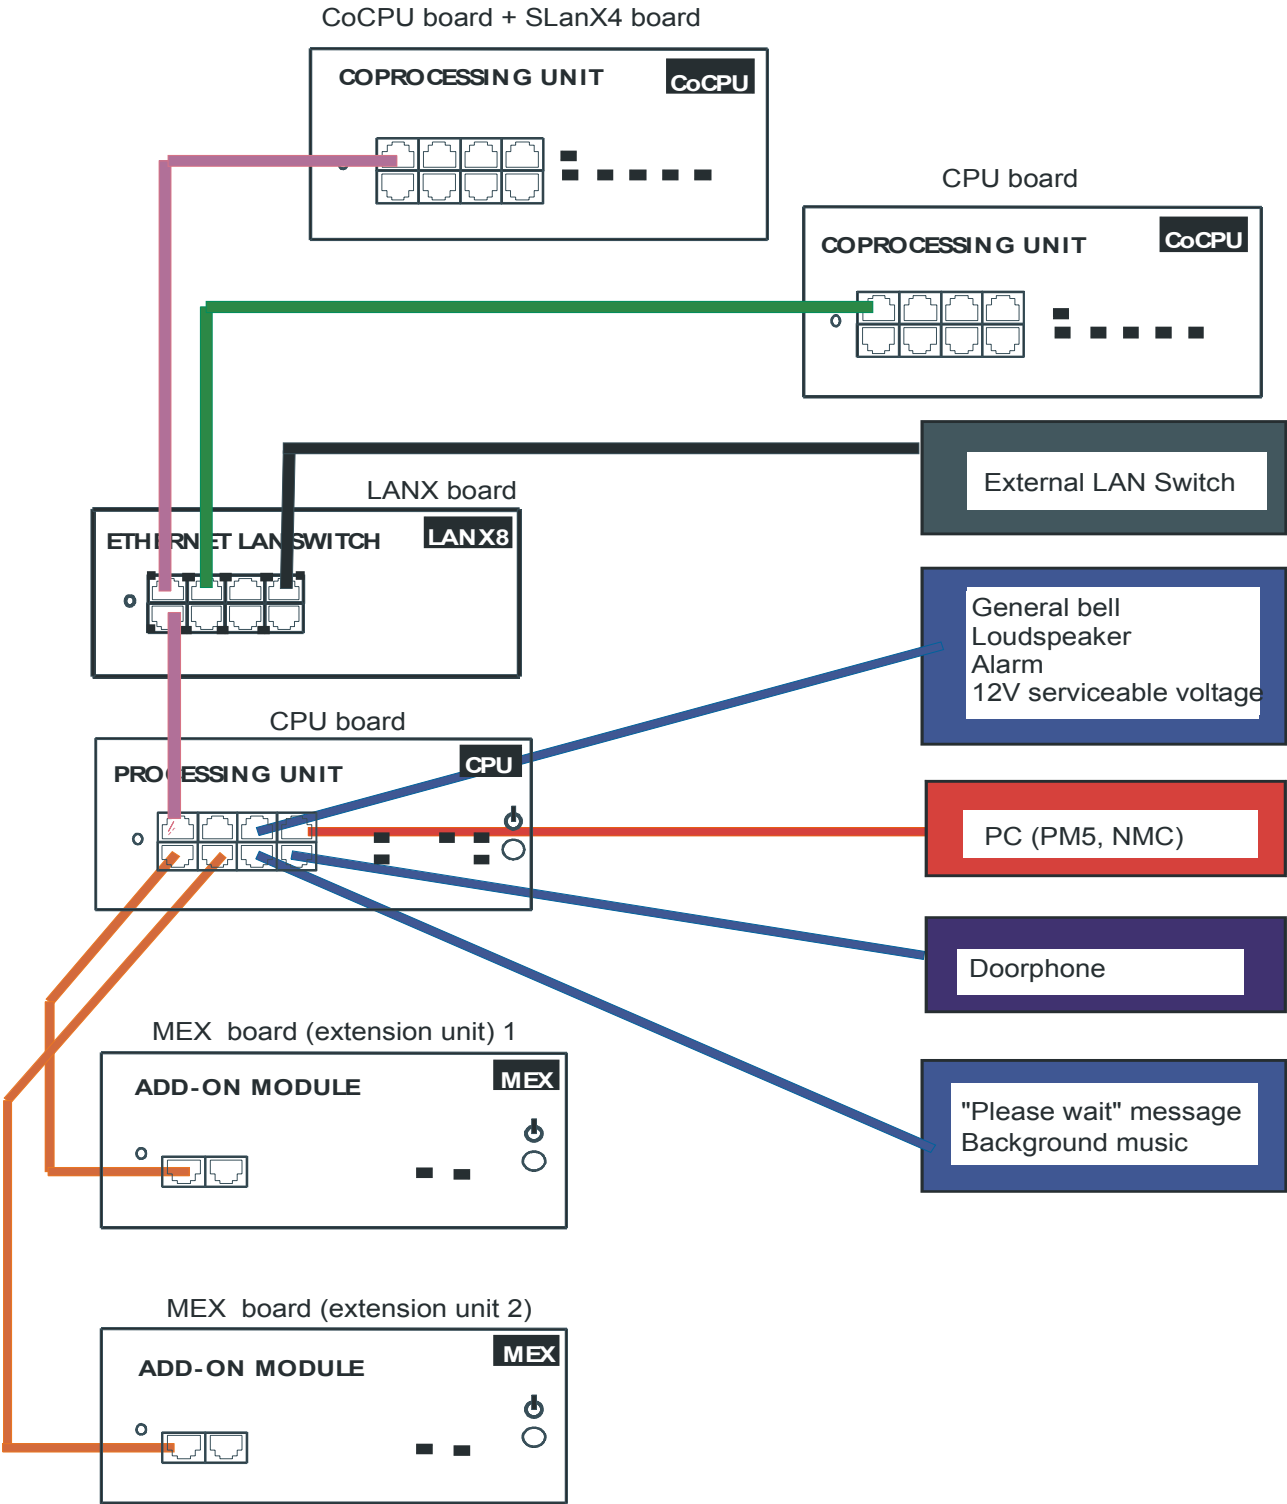 CoCPU board + SLanX4 board
COPROCESSING UNIT
CoCPU
CPU board
COPROCESSING UNIT
CoCPU
External LAN Switch
LANX board
ETHERNET LAN SWITCH
LANX8
General bell
Loudspeaker
Alarm
12V serviceable voltage
CPU board
PROCESSING UNIT
CPU
PC (PM5, NMC)
Doorphone
MEX board (extension unit) 1
ADD-ON MODULE
MEX
"Please wait" message
Background music
MEX board (extension unit 2)
ADD-ON MODULE
MEX